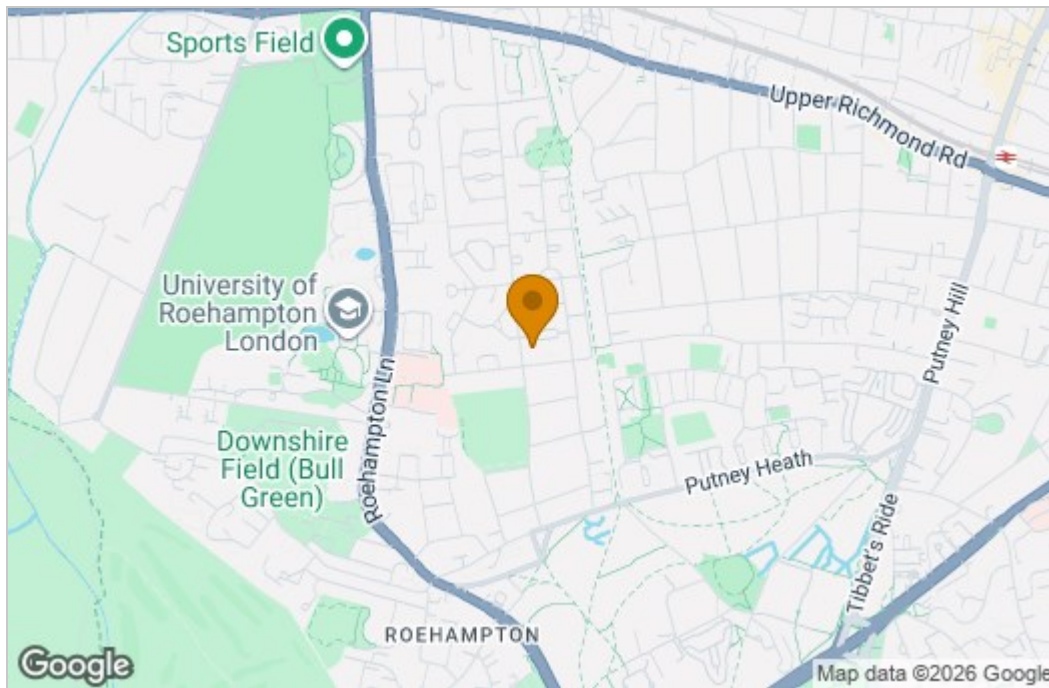 Sports Field
Upper Richmond Rd
University of
Roehampton
London
Putney Hill
Roehampton Ln
Downshire
Field (Bull
Green)
Putney Heath
Tibbet's Ride
ROEHAMPTON
Google
Map data ©2026 Google